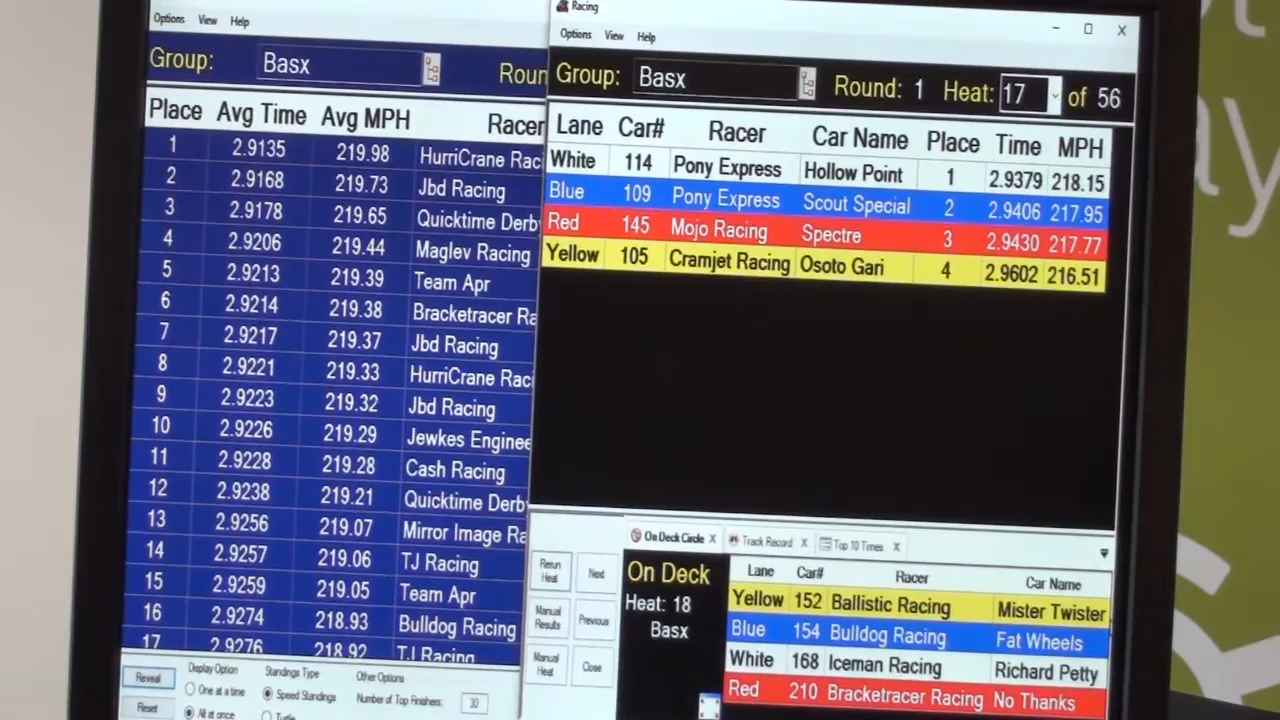 Options View Help
Group: Basx Roun
Place Avg Time Avg MPH Racer
1 2.9135 219.98 HurriCrane Rac
2 2.9168 219.73 Jbd Racing
3 2.9178 219.65 Quicktime Derb
4 2.9206 219.44 Maglev Racing
5 2.9213 219.39 Team Apr
6 2.9214 219.38 Bracketracer Ra
7 2.9217 219.37 Jbd Racing
8 2.9221 219.33 HurriCrane Raci
9 2.9223 219.32 Jbd Racing
10 2.9226 219.29 Jewkes Enginee
11 2.9228 219.28 Cash Racing
12 2.9238 219.21 Quicktime Derb
13 2.9256 219.07 Mirror Image Ra
14 2.9257 219.06 TJ Racing
15 2.9259 219.05 Team Apr
16 2.9274 218.93 Bulldog Racing
17 2.9276 218.92 TJ Racing
Reveal
Reset
Display Option
One at a time
All at once
Standings Type
Speed Standings
Turtle
Other Options
Number of Top Finishers: 30
Racing
Options View Help
Group: Basx Round: 1 Heat: 17 of 56
Lane Car# Racer Car Name Place Time MPH
White 114 Pony Express Hollow Point 1 2.9379 218.15
Blue 109 Pony Express Scout Special 2 2.9406 217.95
Red 145 Mojo Racing Spectre 3 2.9430 217.77
Yellow 105 Cramjet Racing Osoto Gari 4 2.9602 216.51
Rerun Heat
Next
Manual Results
Previous
Manual Heat
Close
On Deck Circle X Track Record X Top 10 Times X
On Deck
Heat: 18
Basx
Lane Car# Racer Car Name
Yellow 152 Ballistic Racing Mister Twister
Blue 154 Bulldog Racing Fat Wheels
White 168 Iceman Racing Richard Petty
Red 210 Bracketracer Racing No Thanks